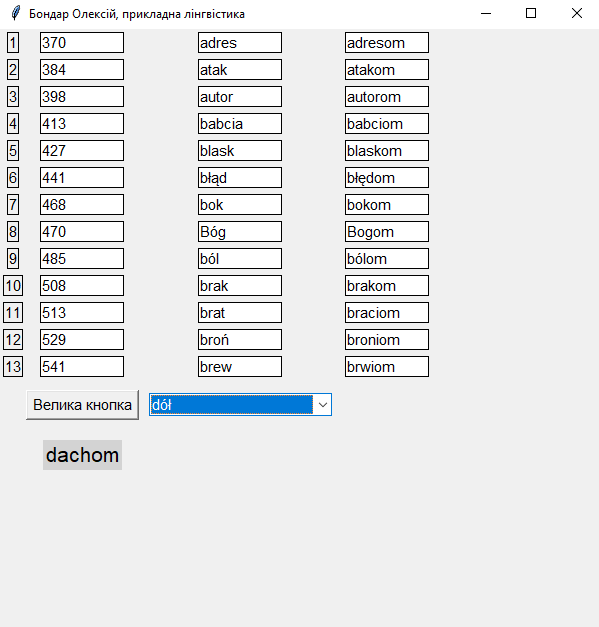 Бондар Олексій, прикладна лінгвістика
1 370 adres adresom
2 384 atak atakom
3 398 autor autorom
4 413 babcia babciom
5 427 blask blaskom
6 441 błąd błędom
7 468 bok bokom
8 470 Bóg Bogom
9 485 ból bólom
10 508 brak brakom
11 513 brat braciom
12 529 broń broniom
13 541 brew brwiom
Велика кнопка dół
dachom